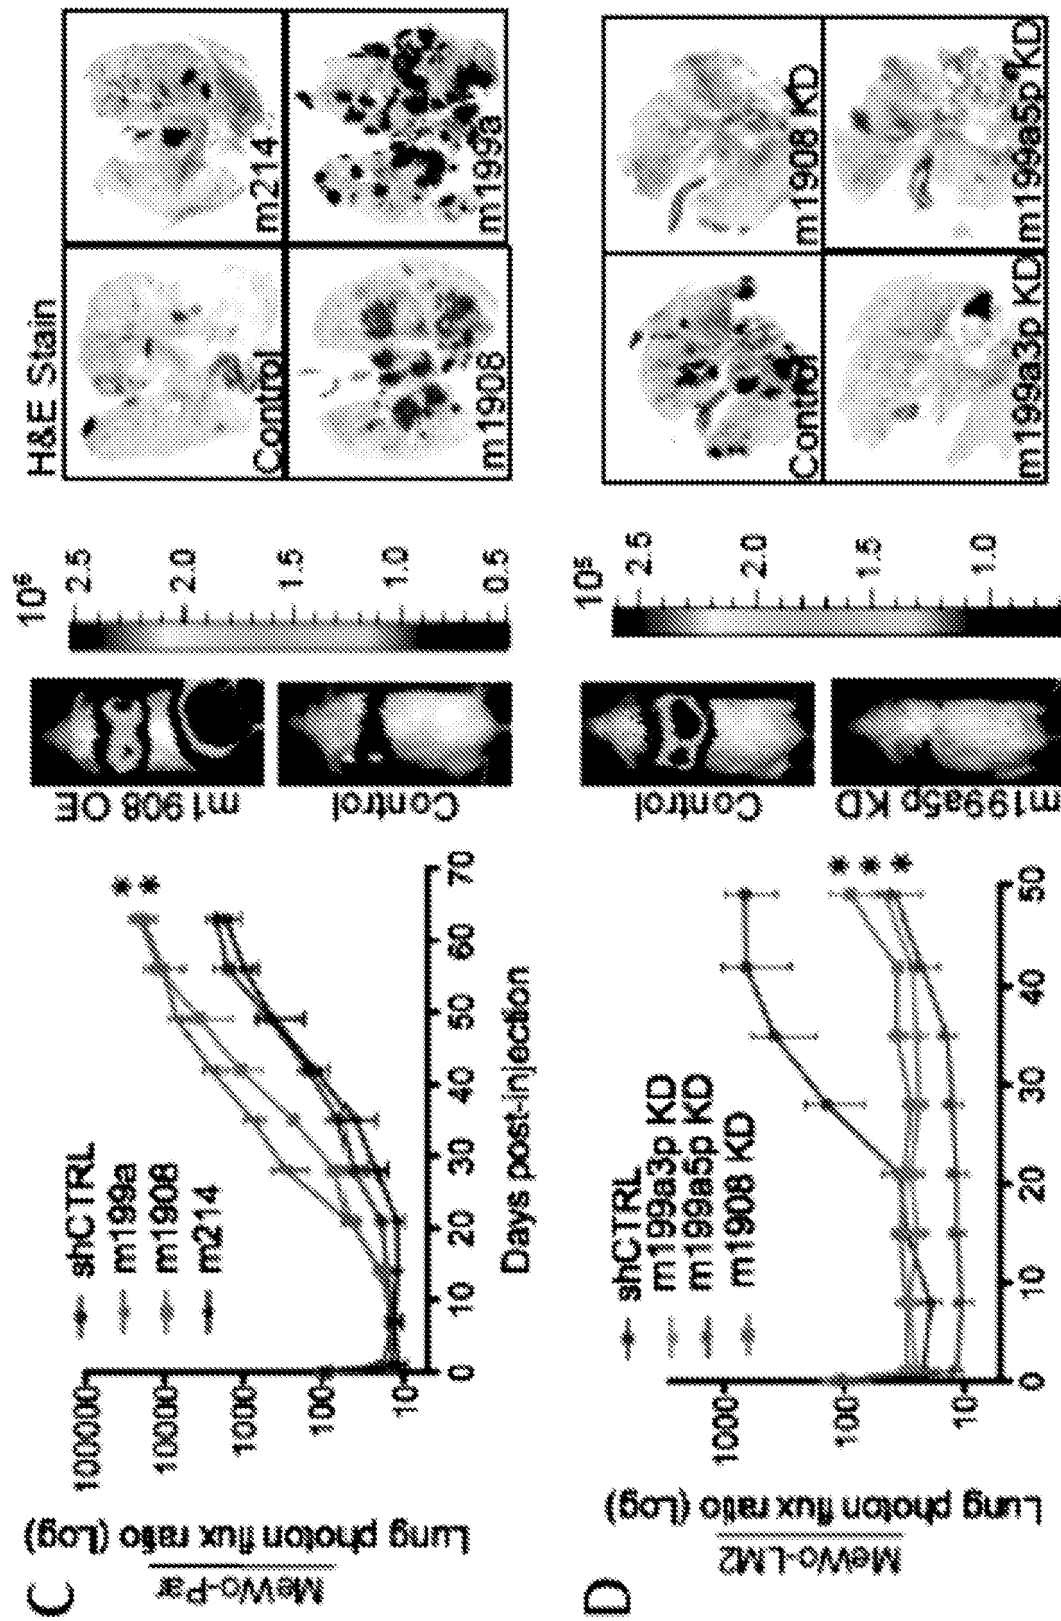 C
MeWo-Par
Lung photon flux ratio (Log)
100000
10000
1000
100
10
shCTRL
m199a
m1908
m214
* *
0 10 20 30 40 50 60 70
Days post-injection
m1908 OE
Control
10⁵
2.5
2.0
1.5
1.0
0.5
H&E Stain
Control
m214
m1908
m199a
D
MeWo-LM2
Lung photon flux ratio (Log)
1000
100
10
shCTRL
m199a3p KD
m199a5p KD
m1908 KD
* * *
0 10 20 30 40 50
Control
m199a5p KD
10⁵
2.5
2.0
1.5
1.0
Control
m1908 KD
m199a3p KD
m199a5p KD